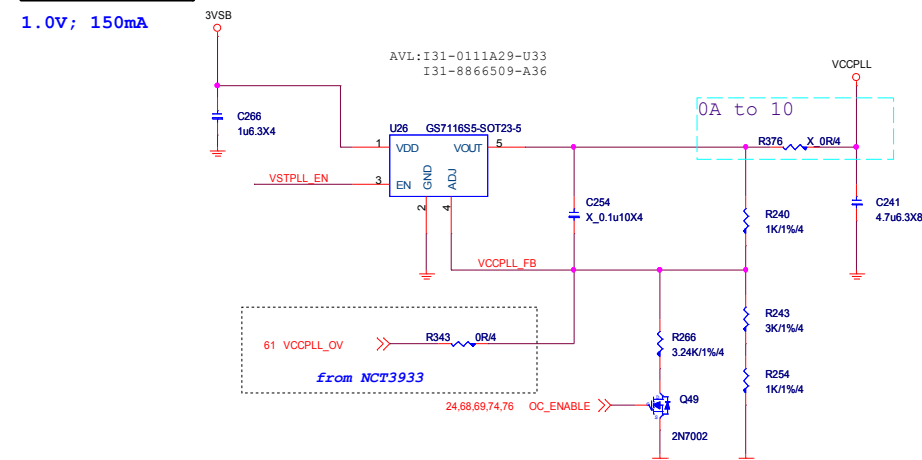 3VSB
1.0V; 150mA
AVL:I31-0111A29-U33
I31-8866509-A36
VCCPLL
0A to 10
C266
1u6.3X4
U26 GS7116S5-SOT23-5
R376 X_0R/4
1 VDD VOUT 5
VSTPLL_EN 3 EN GND ADJ
2 4
C254
X_0.1u10X4
R240
1K/1%/4
C241
4.7u6.3X8
VCCPLL_FB
R243
3K/1%/4
61 VCCPLL_OV R343 0R/4
R266
3.24K/1%/4
from NCT3933
R254
1K/1%/4
24,68,69,74,76 OC_ENABLE Q49
2N7002